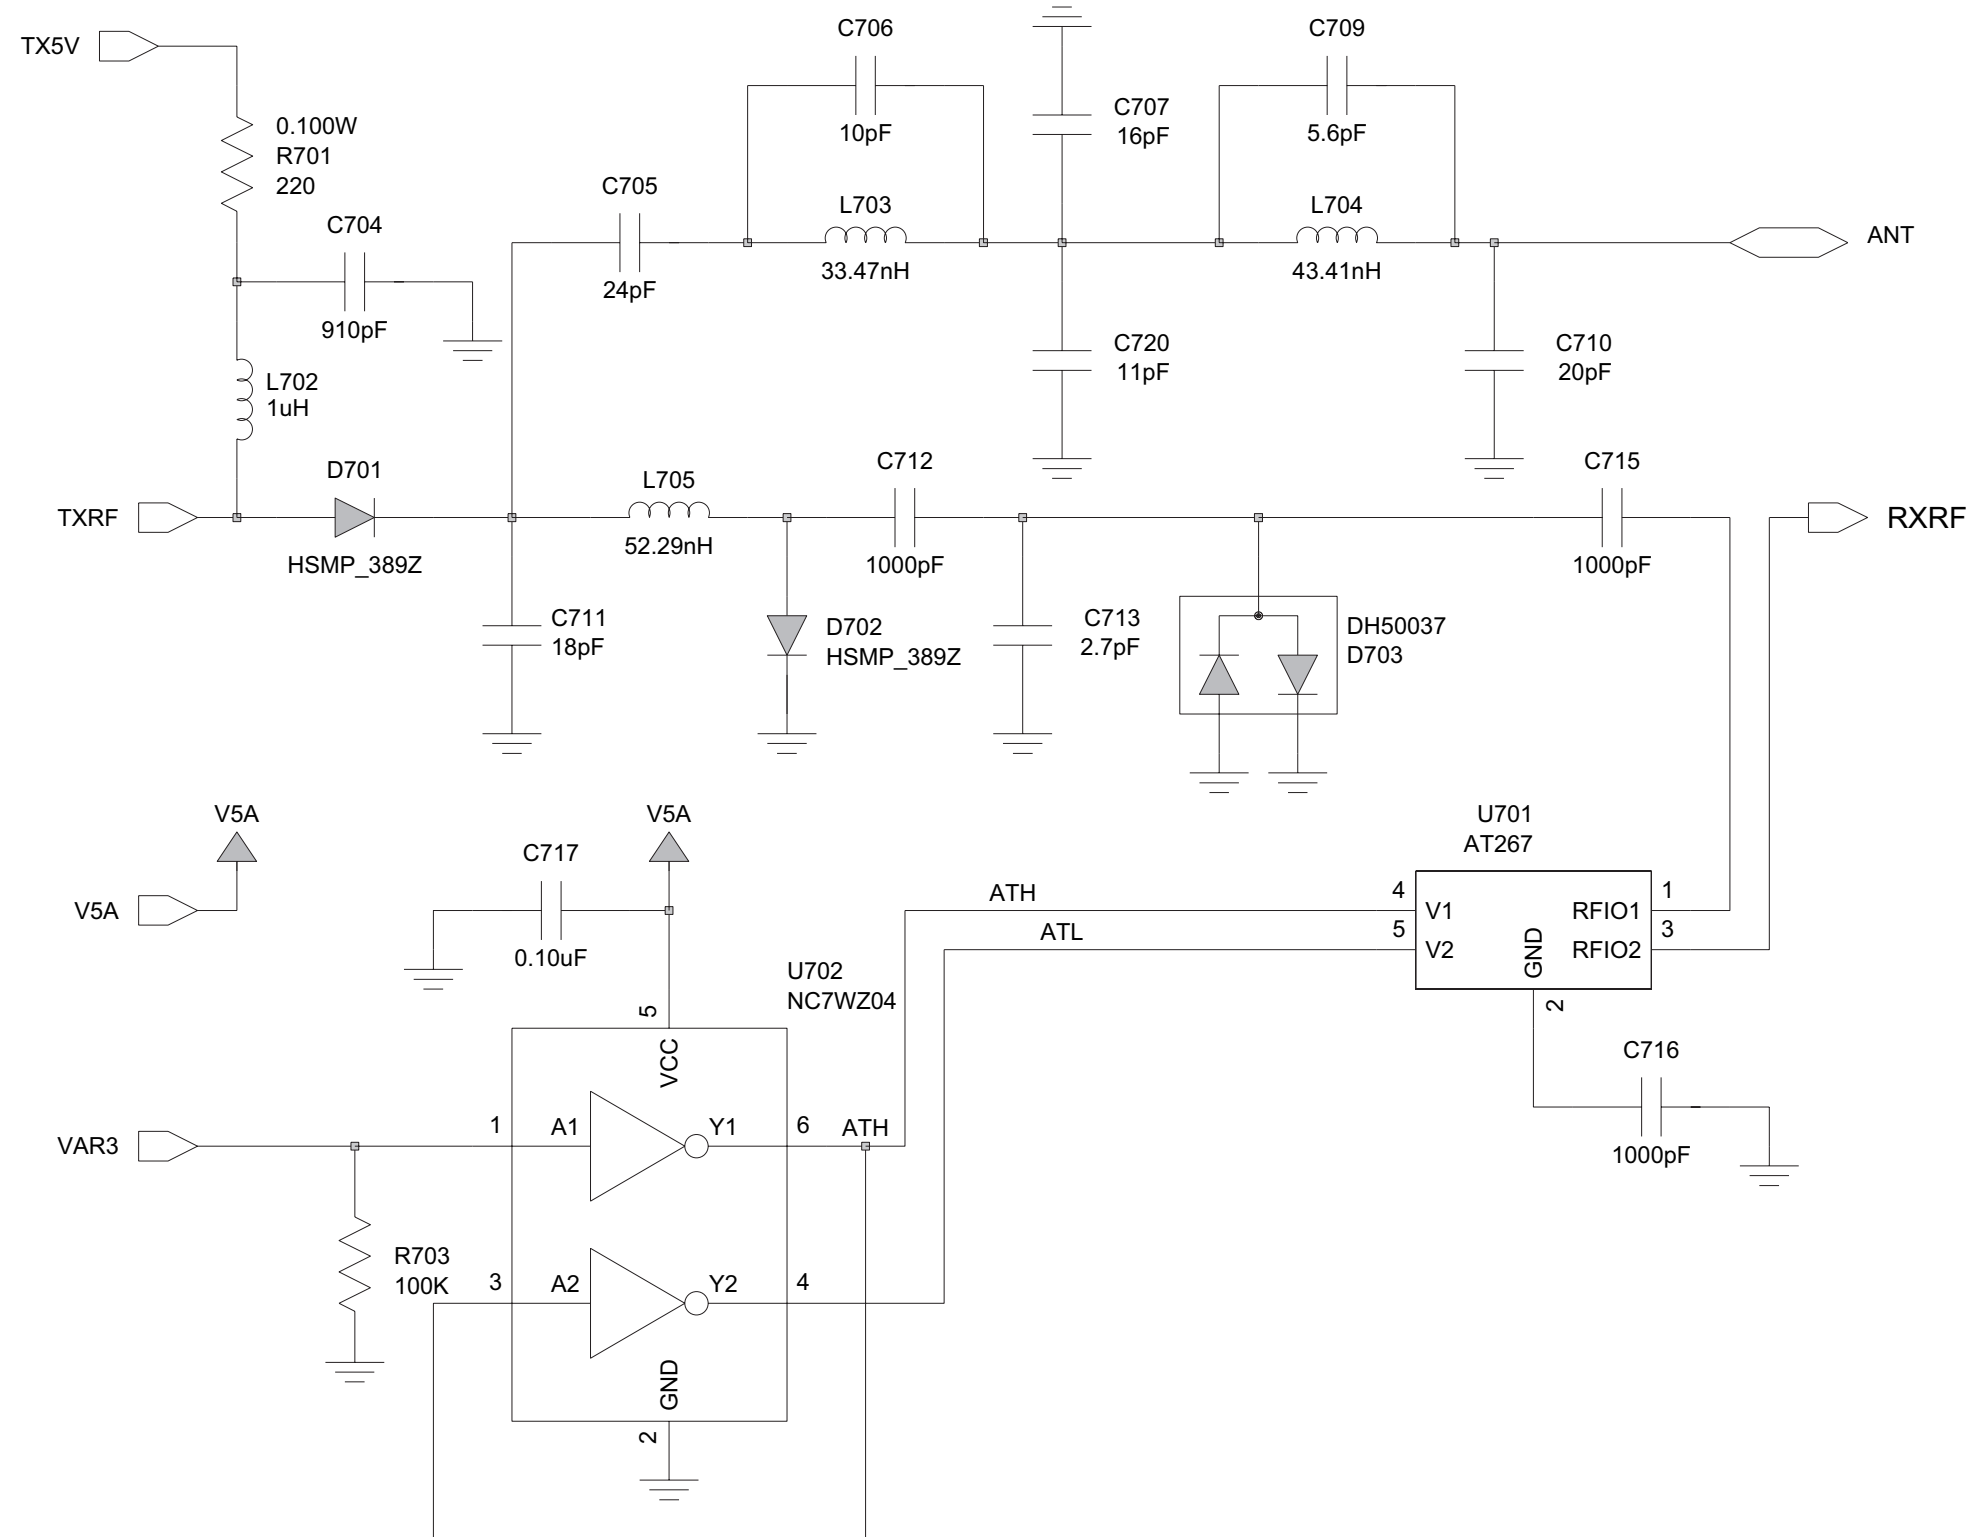 TX5V
0.100W
R701
220
C704
910pF
L702
1uH
C705
24pF
C706
10pF
L703
33.47nH
C707
16pF
C709
5.6pF
L704
43.41nH
ANT
C720
11pF
C710
20pF
TXRF
D701
HSMP_389Z
L705
52.29nH
C712
1000pF
C715
1000pF
RXRF
C711
18pF
D702
HSMP_389Z
C713
2.7pF
DH50037
D703
V5A
V5A
V5A
C717
0.10uF
U702
NC7WZ04
ATH
ATL
U701
AT267
4
V1
5
V2
GND
2
RFIO1
1
RFIO2
3
C716
1000pF
VAR3
R703
100K
5
VCC
1
A1
Y1
6
ATH
3
A2
Y2
4
GND
2